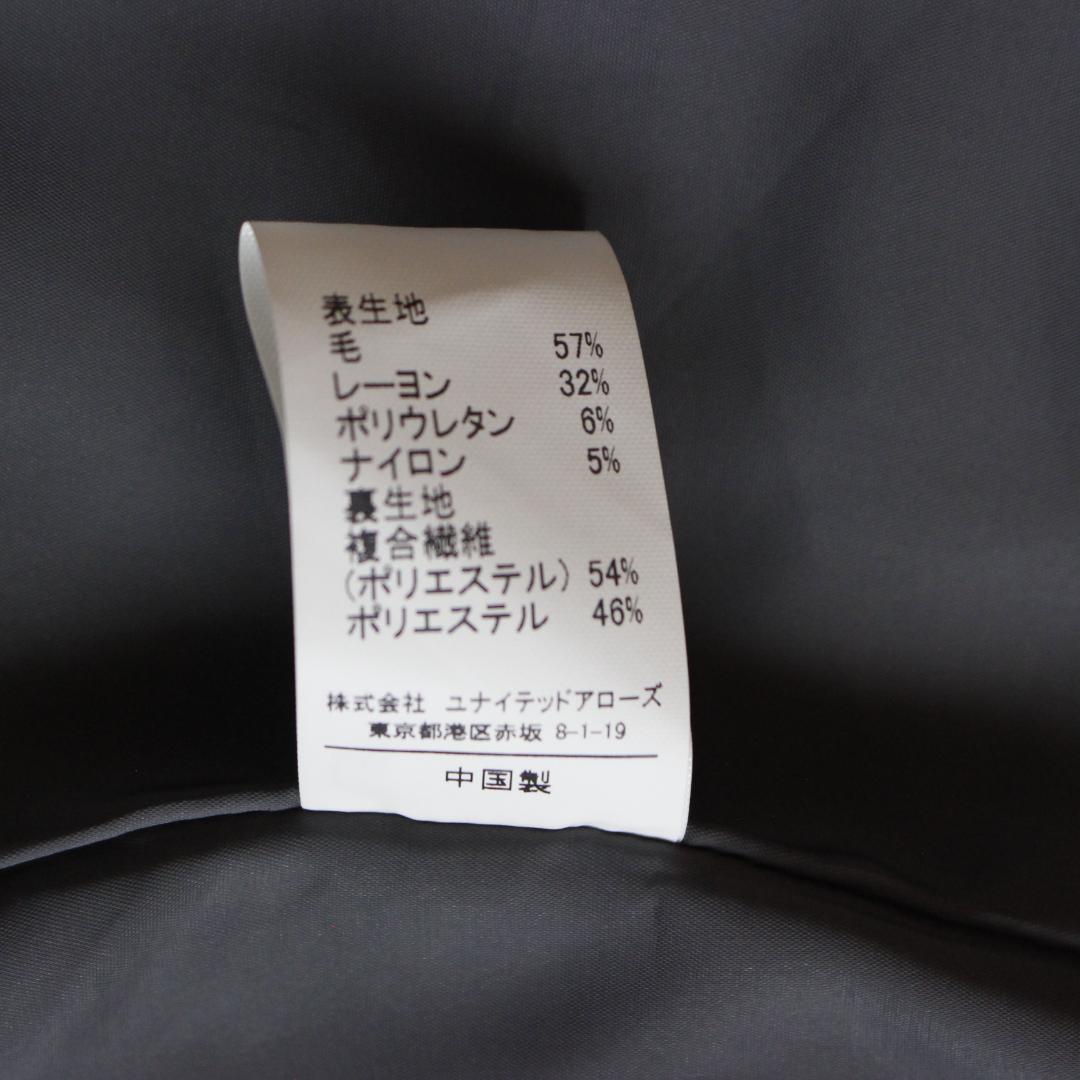 表生地
毛 57%
レーヨン 32%
ポリウレタン 6%
ナイロン 5%
裏生地
複合繊維
(ポリエステル) 54%
ポリエステル 46%
株式会社 ユナイテッドアローズ
東京都港区赤坂 8-1-19
中国製